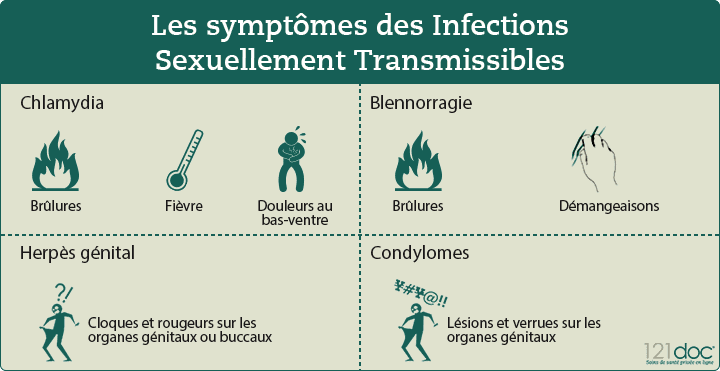 Les symptômes des Infections
Sexuellement Transmissibles
Chlamydia
Brûlures
Fièvre
Douleurs au
bas-ventre
Blennorragie
Brûlures
Démangeaisons
Herpès génital
?!
Cloques et rougeurs sur les
organes génitaux ou buccaux
Condylomes
¥#¥@!!
Lésions et verrues sur les
organes génitaux
121doc®
Soins de santé privés en ligne